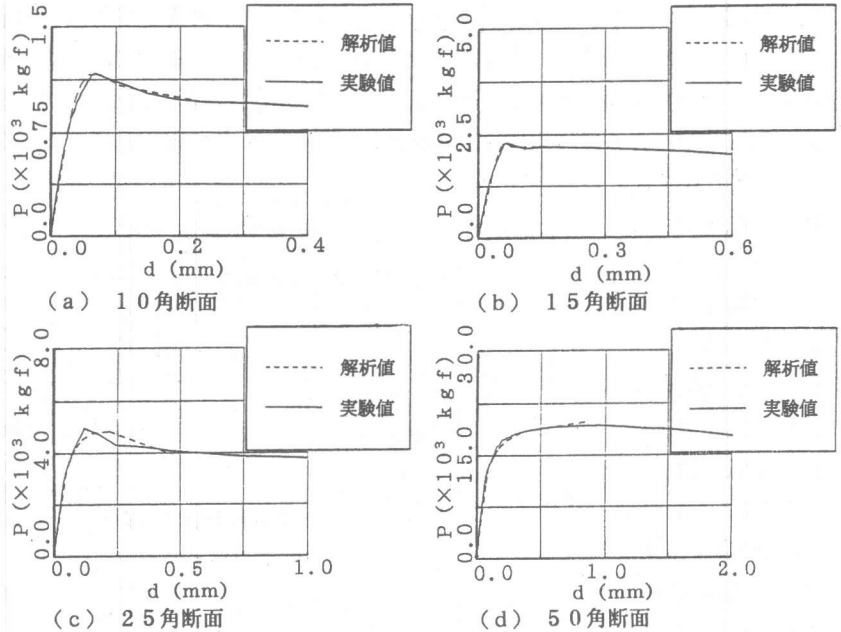 1.5
0.75
0.0
P (×10³ kgf)
解析値
実験値
0.0 0.2 0.4
d (mm)
(a) 10角断面
5.0
2.5
0.0
P (×10³ kgf)
解析値
実験値
0.0 0.3 0.6
d (mm)
(b) 15角断面
8.0
4.0
0.0
P (×10³ kgf)
解析値
実験値
0.0 0.5 1.0
d (mm)
(c) 25角断面
30.0
15.0
0.0
P (×10³ kgf)
解析値
実験値
0.0 1.0 2.0
d (mm)
(d) 50角断面